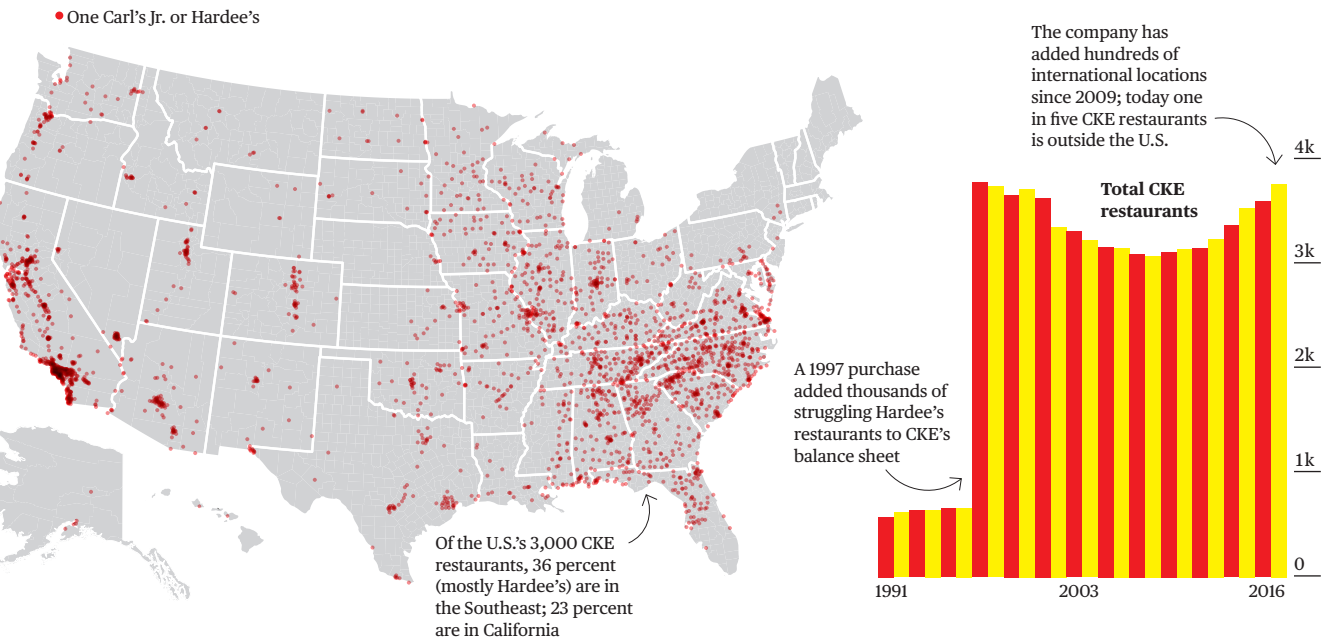 One Carl's Jr. or Hardee's
The company has
added hundreds of
international locations
since 2009; today one
in five CKE restaurants
is outside the U.S.
4k
Total CKE
restaurants
3k
2k
A 1997 purchase
added thousands of
struggling Hardee's
restaurants to CKE's
balance sheet
1k
Of the U.S.'s 3,000 CKE
restaurants, 36 percent
(mostly Hardee's) are in
the Southeast; 23 percent
are in California
0
1991
2003
2016